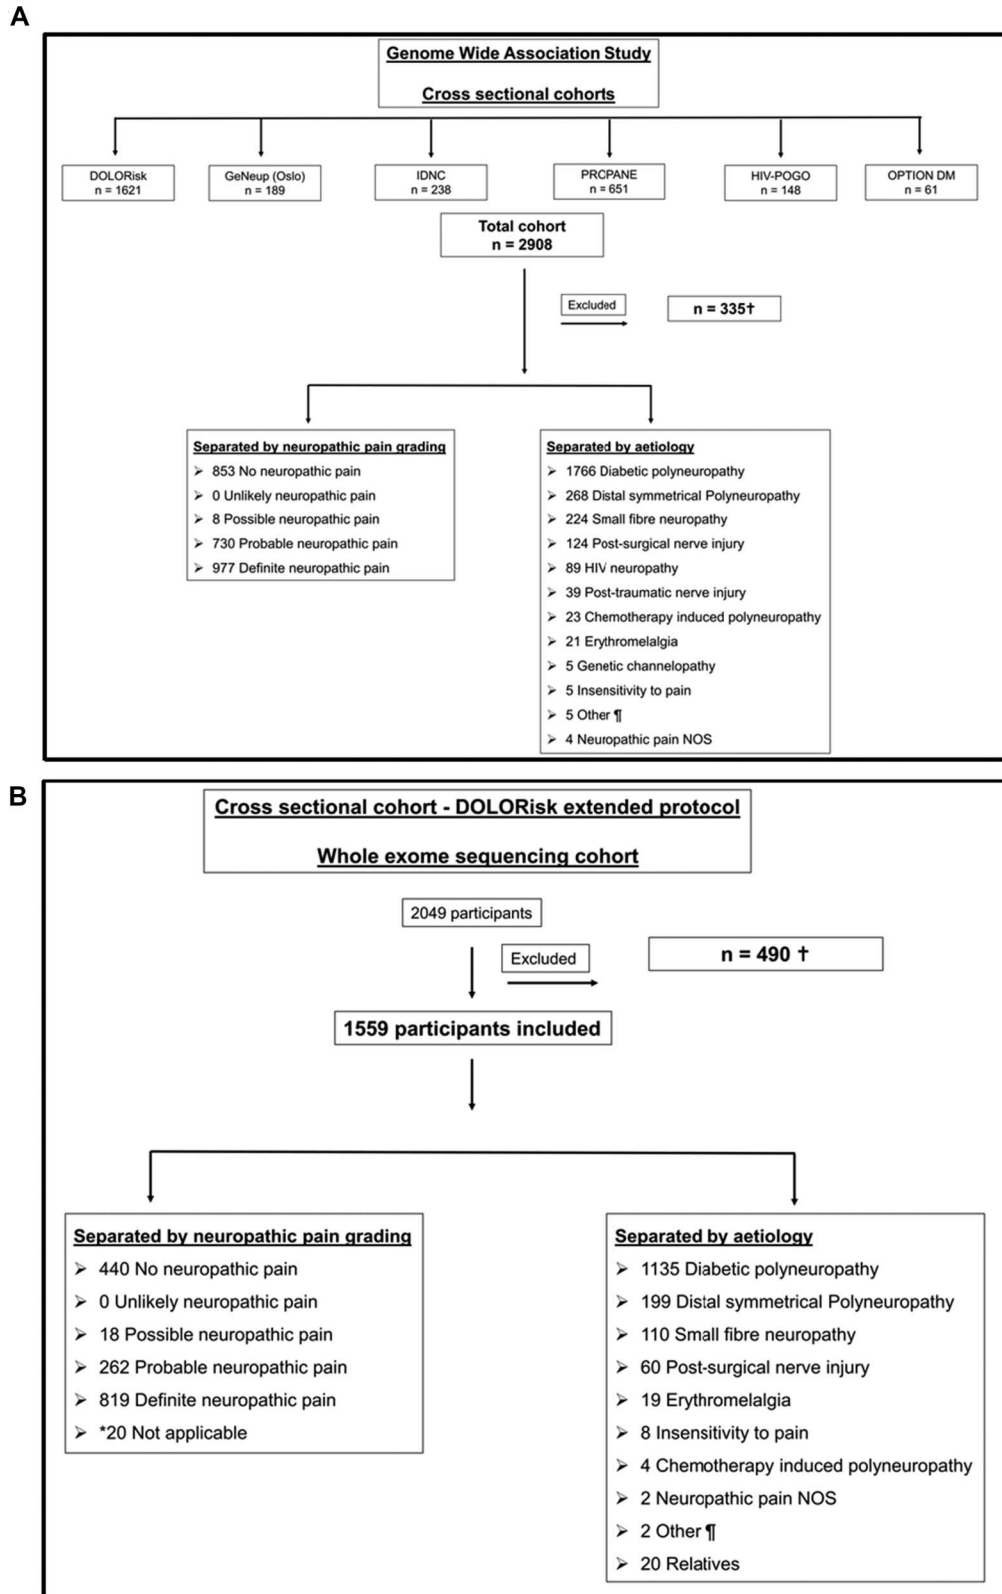 A
Genome Wide Association Study
Cross sectional cohorts
DOLORisk
n = 1621
GeNeup (Oslo)
n = 189
IDNC
n = 238
PROPANE
n = 651
HIV-POGO
n = 148
OPTION DM
n = 61
Total cohort
n = 2908
Excluded
n = 335†
Separated by neuropathic pain grading
➢ 853 No neuropathic pain
➢ 0 Unlikely neuropathic pain
➢ 8 Possible neuropathic pain
➢ 730 Probable neuropathic pain
➢ 977 Definite neuropathic pain
Separated by aetiology
➢ 1766 Diabetic polyneuropathy
➢ 268 Distal symmetrical Polyneuropathy
➢ 224 Small fibre neuropathy
➢ 124 Post-surgical nerve injury
➢ 89 HIV neuropathy
➢ 39 Post-traumatic nerve injury
➢ 23 Chemotherapy induced polyneuropathy
➢ 21 Erythromelalgia
➢ 5 Genetic channelopathy
➢ 5 Insensitivity to pain
➢ 5 Other ¶
➢ 4 Neuropathic pain NOS
B
Cross sectional cohort - DOLORisk extended protocol
Whole exome sequencing cohort
2049 participants
Excluded
n = 490 †
1559 participants included
Separated by neuropathic pain grading
➢ 440 No neuropathic pain
➢ 0 Unlikely neuropathic pain
➢ 18 Possible neuropathic pain
➢ 262 Probable neuropathic pain
➢ 819 Definite neuropathic pain
➢ *20 Not applicable
Separated by aetiology
➢ 1135 Diabetic polyneuropathy
➢ 199 Distal symmetrical Polyneuropathy
➢ 110 Small fibre neuropathy
➢ 60 Post-surgical nerve injury
➢ 19 Erythromelalgia
➢ 8 Insensitivity to pain
➢ 4 Chemotherapy induced polyneuropathy
➢ 2 Neuropathic pain NOS
➢ 2 Other ¶
➢ 20 Relatives